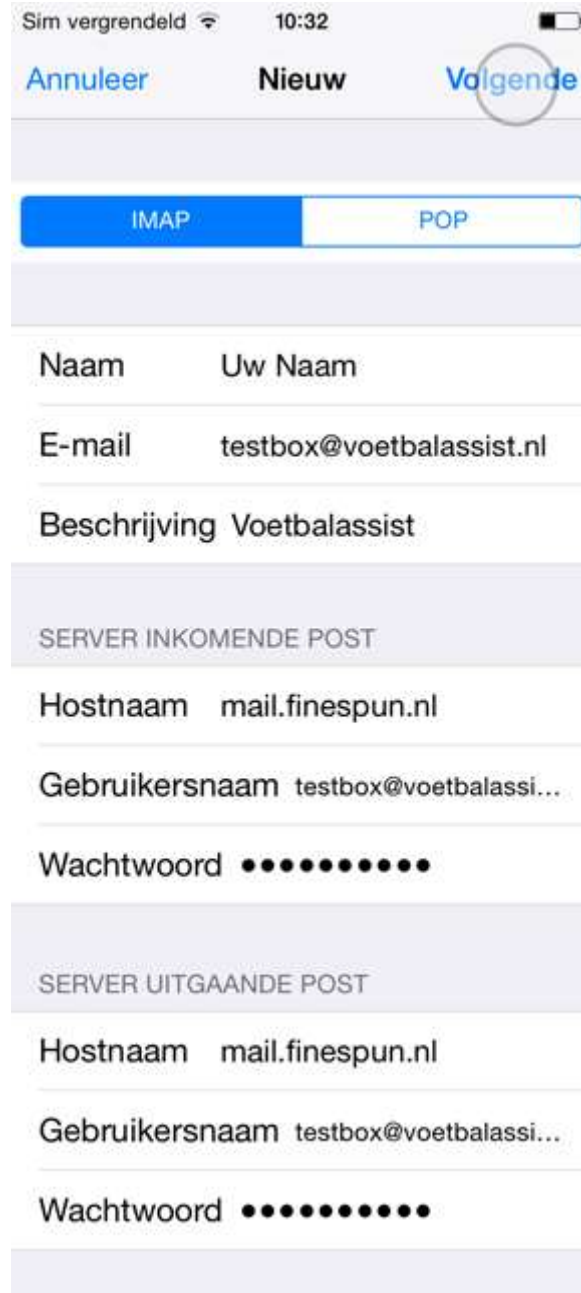 Sim vergrendeld 10:32
Annuleer Nieuw Volgende
IMAP POP
Naam Uw Naam
E-mail testbox@voetbalassist.nl
Beschrijving Voetbalassist
SERVER INKOMENDE POST
Hostnaam mail.finespun.nl
Gebruikersnaam testbox@voetbalassi...
Wachtwoord ●●●●●●●●●●
SERVER UITGAANDE POST
Hostnaam mail.finespun.nl
Gebruikersnaam testbox@voetbalassi...
Wachtwoord ●●●●●●●●●●